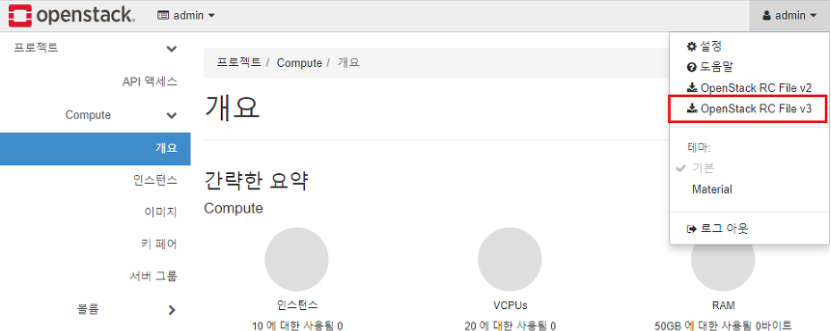 openstack. admin admin
프로젝트
API 액세스
Compute
개요
인스턴스
이미지
키 페어
서버 그룹
볼륨
프로젝트 / Compute / 개요
개요
간략한 요약
Compute
인스턴스 VCPUs RAM
10 에 대한 사용됨 0 20 에 대한 사용됨 0 50GB 에 대한 사용됨 0바이트
설정
도움말
OpenStack RC File v2
OpenStack RC File v3
테마:
기본
Material
로그 아웃